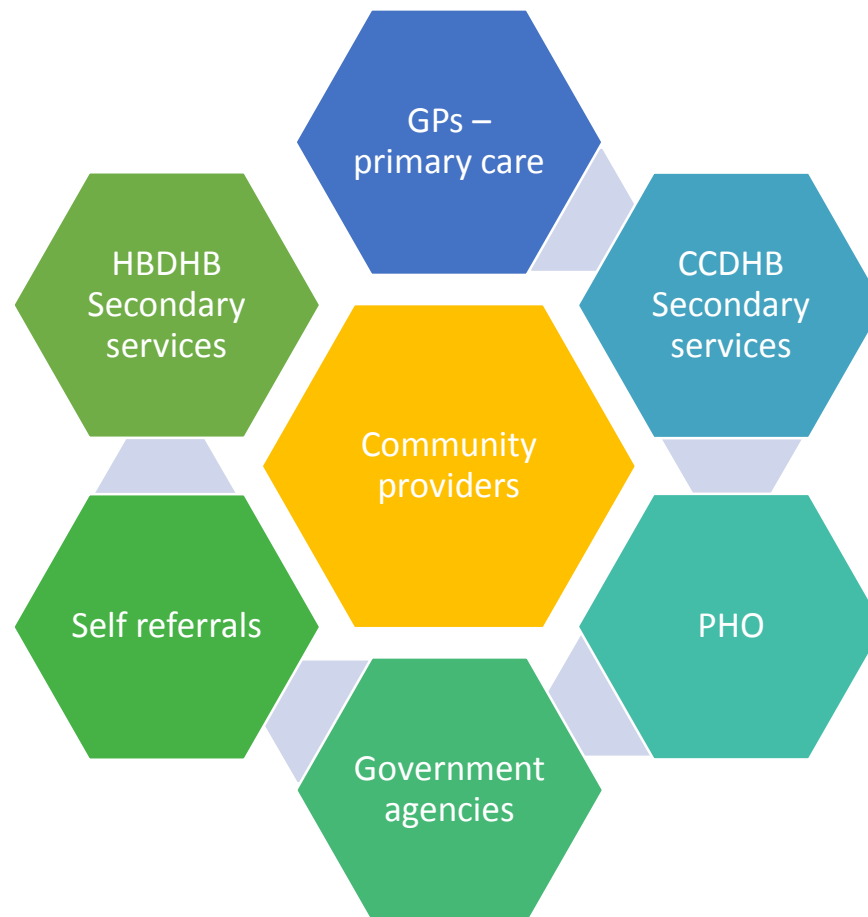 GPs –
primary care
HBDHB
Secondary
services
CCDHB
Secondary
services
Community
providers
Self referrals
PHO
Government
agencies